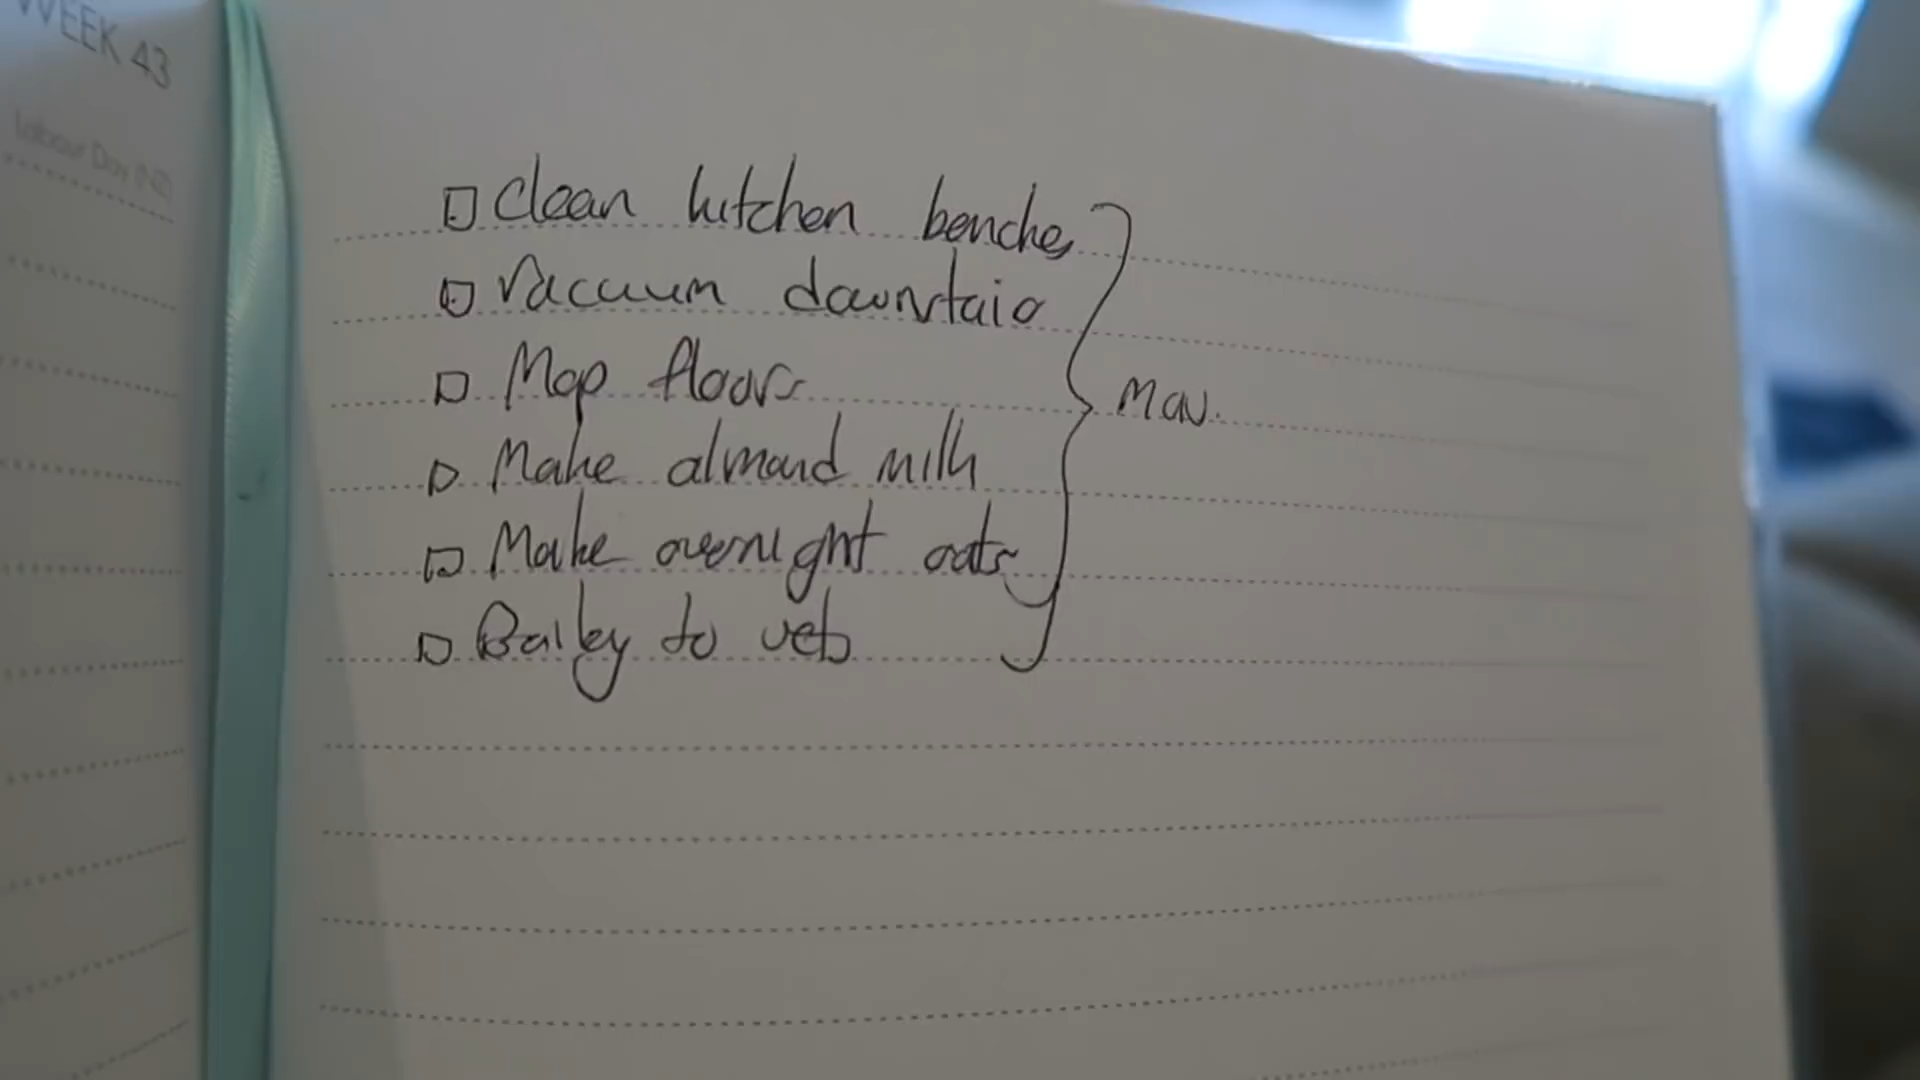 WEEK 43
Labour Day (NZ)
Clean kitchen benches
Vacuum downstairs
Mop floors
Make almond milk
Make overnight oats
Bailey to vets
Mon.